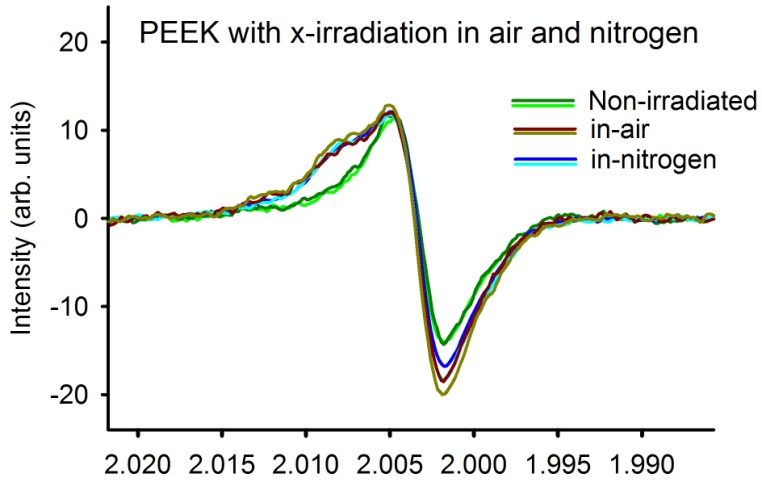 PEEK with x-irradiation in air and nitrogen
Non-irradiated
in-air
in-nitrogen
Intensity (arb. units)
20
10
0
-10
-20
2.020 2.015 2.010 2.005 2.000 1.995 1.990